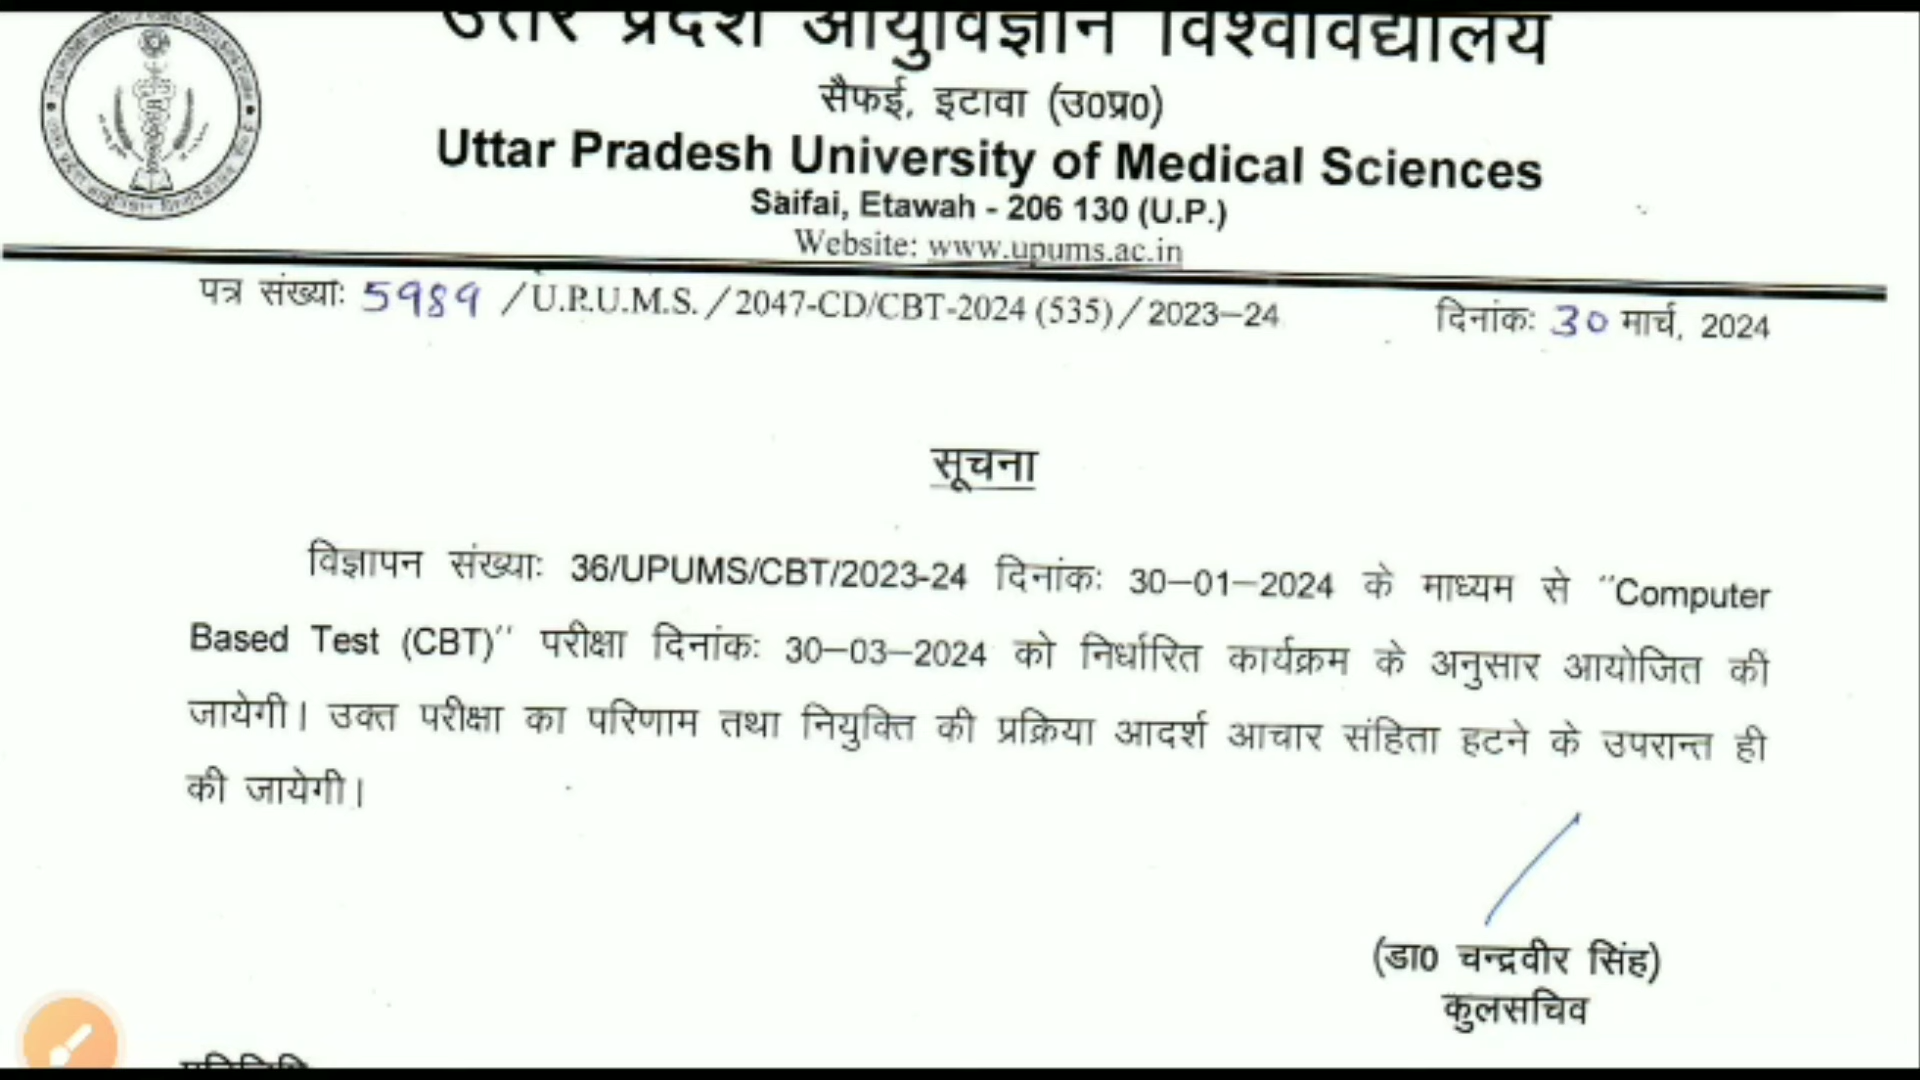 उत्तर प्रदेश आयुर्विज्ञान विश्वविद्यालय
सैफई, इटावा (उ0प्र0)
Uttar Pradesh University of Medical Sciences
Saifai, Etawah - 206 130 (U.P.)
Website: www.upums.ac.in
पत्र संख्याः 5989 /U.P.U.M.S./2047-CD/CBT-2024 (535)/2023–24 दिनांकः 30 मार्च, 2024
सूचना
विज्ञापन संख्याः 36/UPUMS/CBT/2023-24 दिनांकः 30–01–2024 के माध्यम से “Computer
Based Test (CBT)” परीक्षा दिनांकः 30–03–2024 को निर्धारित कार्यक्रम के अनुसार आयोजित की
जायेगी। उक्त परीक्षा का परिणाम तथा नियुक्ति की प्रक्रिया आदर्श आचार संहिता हटने के उपरान्त ही
की जायेगी।
(डा0 चन्द्रवीर सिंह)
कुलसचिव